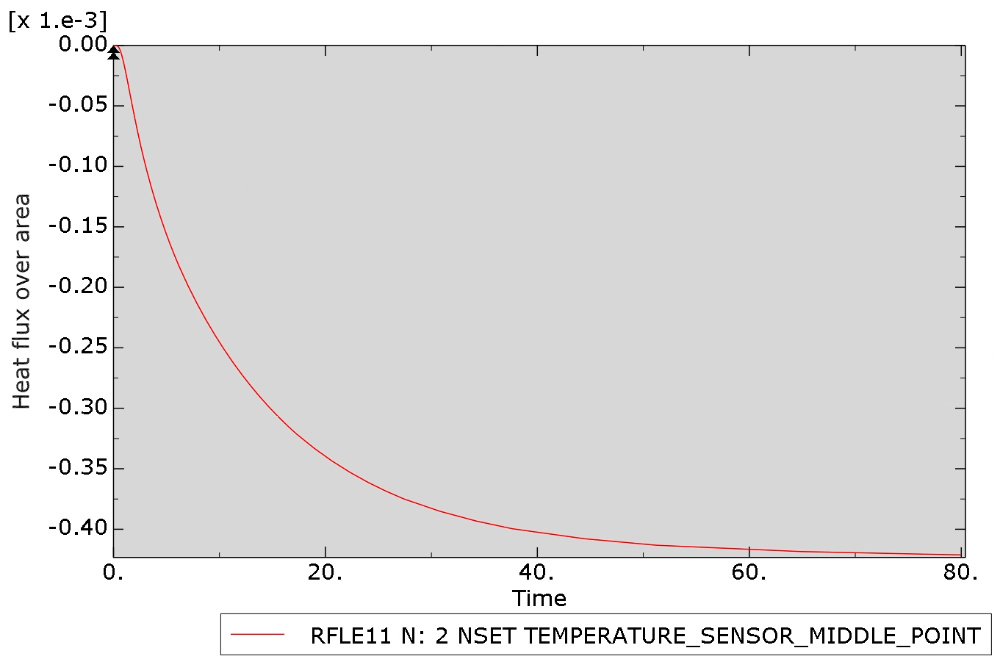 [x 1.e-3]
0.00
-0.05
-0.10
-0.15
-0.20
-0.25
-0.30
-0.35
-0.40
Heat flux over area
0. 20. 40. 60. 80.
Time
RFLE11 N: 2 NSET TEMPERATURE_SENSOR_MIDDLE_POINT